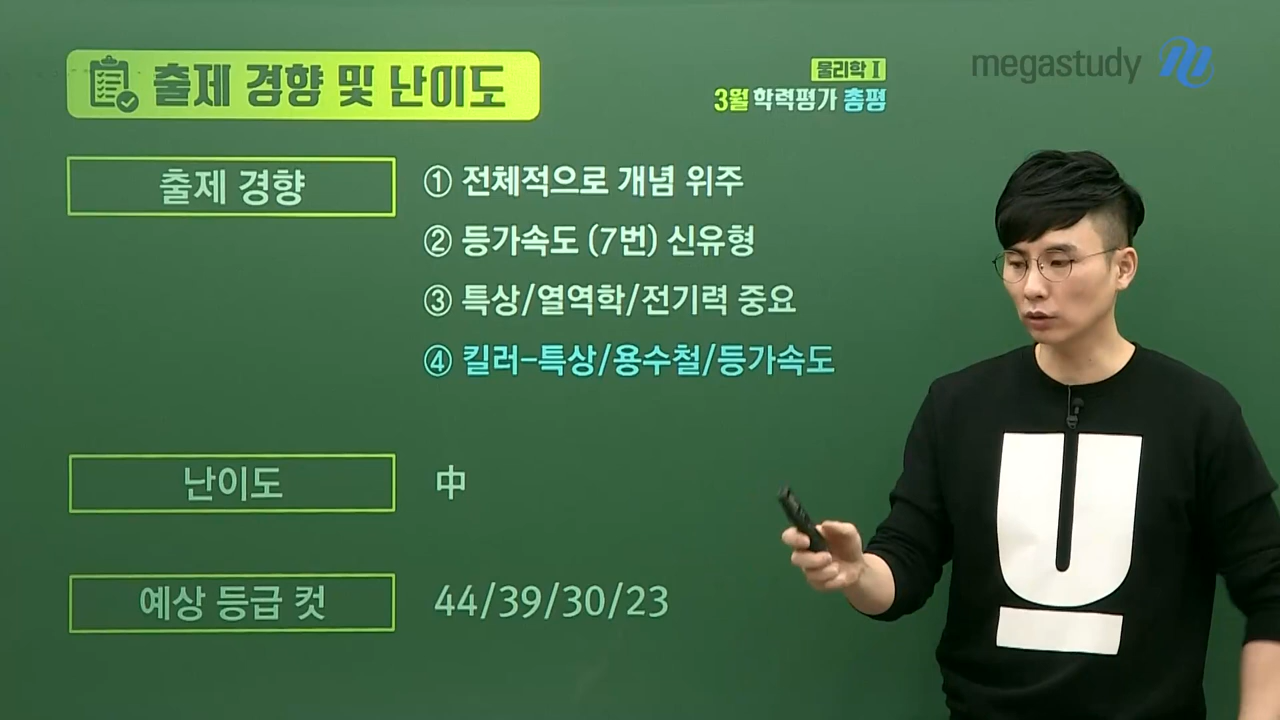 출제 경향 및 난이도
물리학 I
3월 학력평가 총평
megastudy
출제 경향
① 전체적으로 개념 위주
② 등가속도 (7번) 신유형
③ 특상/열역학/전기력 중요
④ 킬러-특상/용수철/등가속도
난이도
中
예상 등급 컷
44/39/30/23